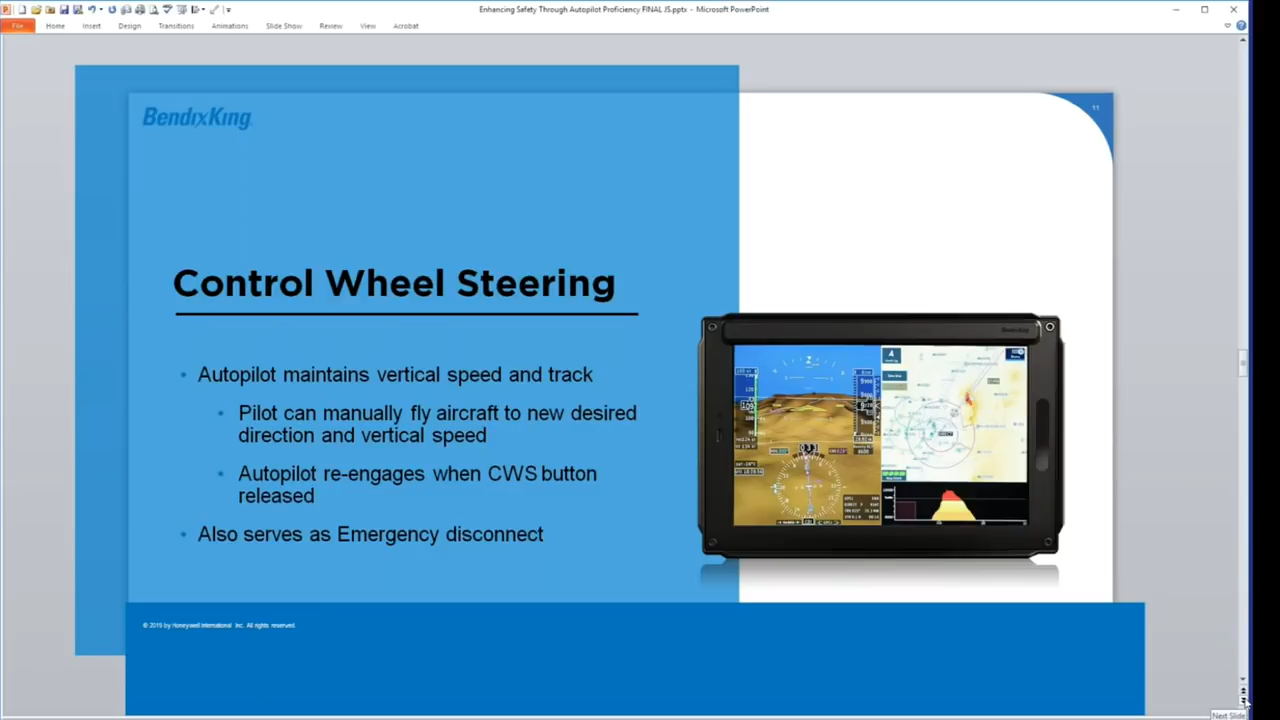 Enhancing Safety Through Autopilot Proficiency FINAL JS.pptx - Microsoft PowerPoint
File Home Insert Design Transitions Animations Slide Show Review View Acrobat
BendixKing
11
Control Wheel Steering
• Autopilot maintains vertical speed and track
• Pilot can manually fly aircraft to new desired
direction and vertical speed
• Autopilot re-engages when CWS button
released
• Also serves as Emergency disconnect
BendixKing
4
033
© 2015 by Honeywell International Inc. All rights reserved.
Next Slide